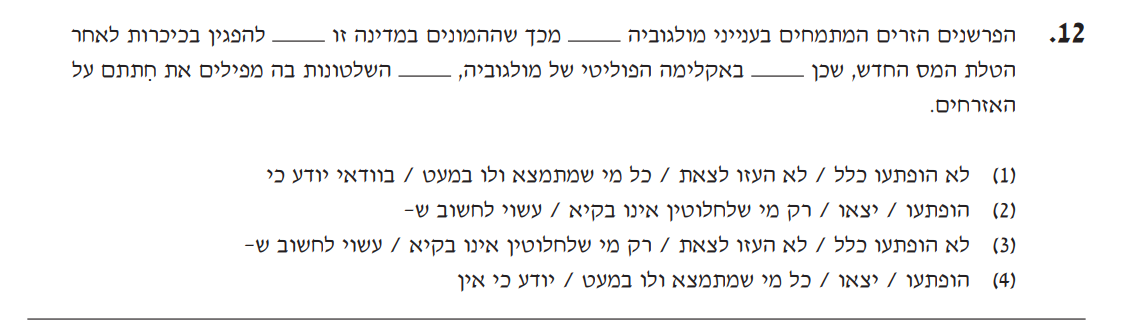 12. הפרשנים הזרים המתמחים בענייני מולגוביה _____ מכך שההמונים במדינה זו _____ להפגין בכיכרות לאחר
הטלת המס החדש, שכן _____ באקלימה הפוליטי של מולגוביה, _____ השלטונות בה מפילים את חִתתם על
האזרחים.
(1) לא הופתעו כלל / לא העזו לצאת / כל מי שמתמצא ולו במעט / בוודאי יודע כי
(2) הופתעו / יצאו / רק מי שלחלוטין אינו בקיא / עשוי לחשוב ש-
(3) לא הופתעו כלל / לא העזו לצאת / רק מי שלחלוטין אינו בקיא / עשוי לחשוב ש-
(4) הופתעו / יצאו / כל מי שמתמצא ולו במעט / יודע כי אין